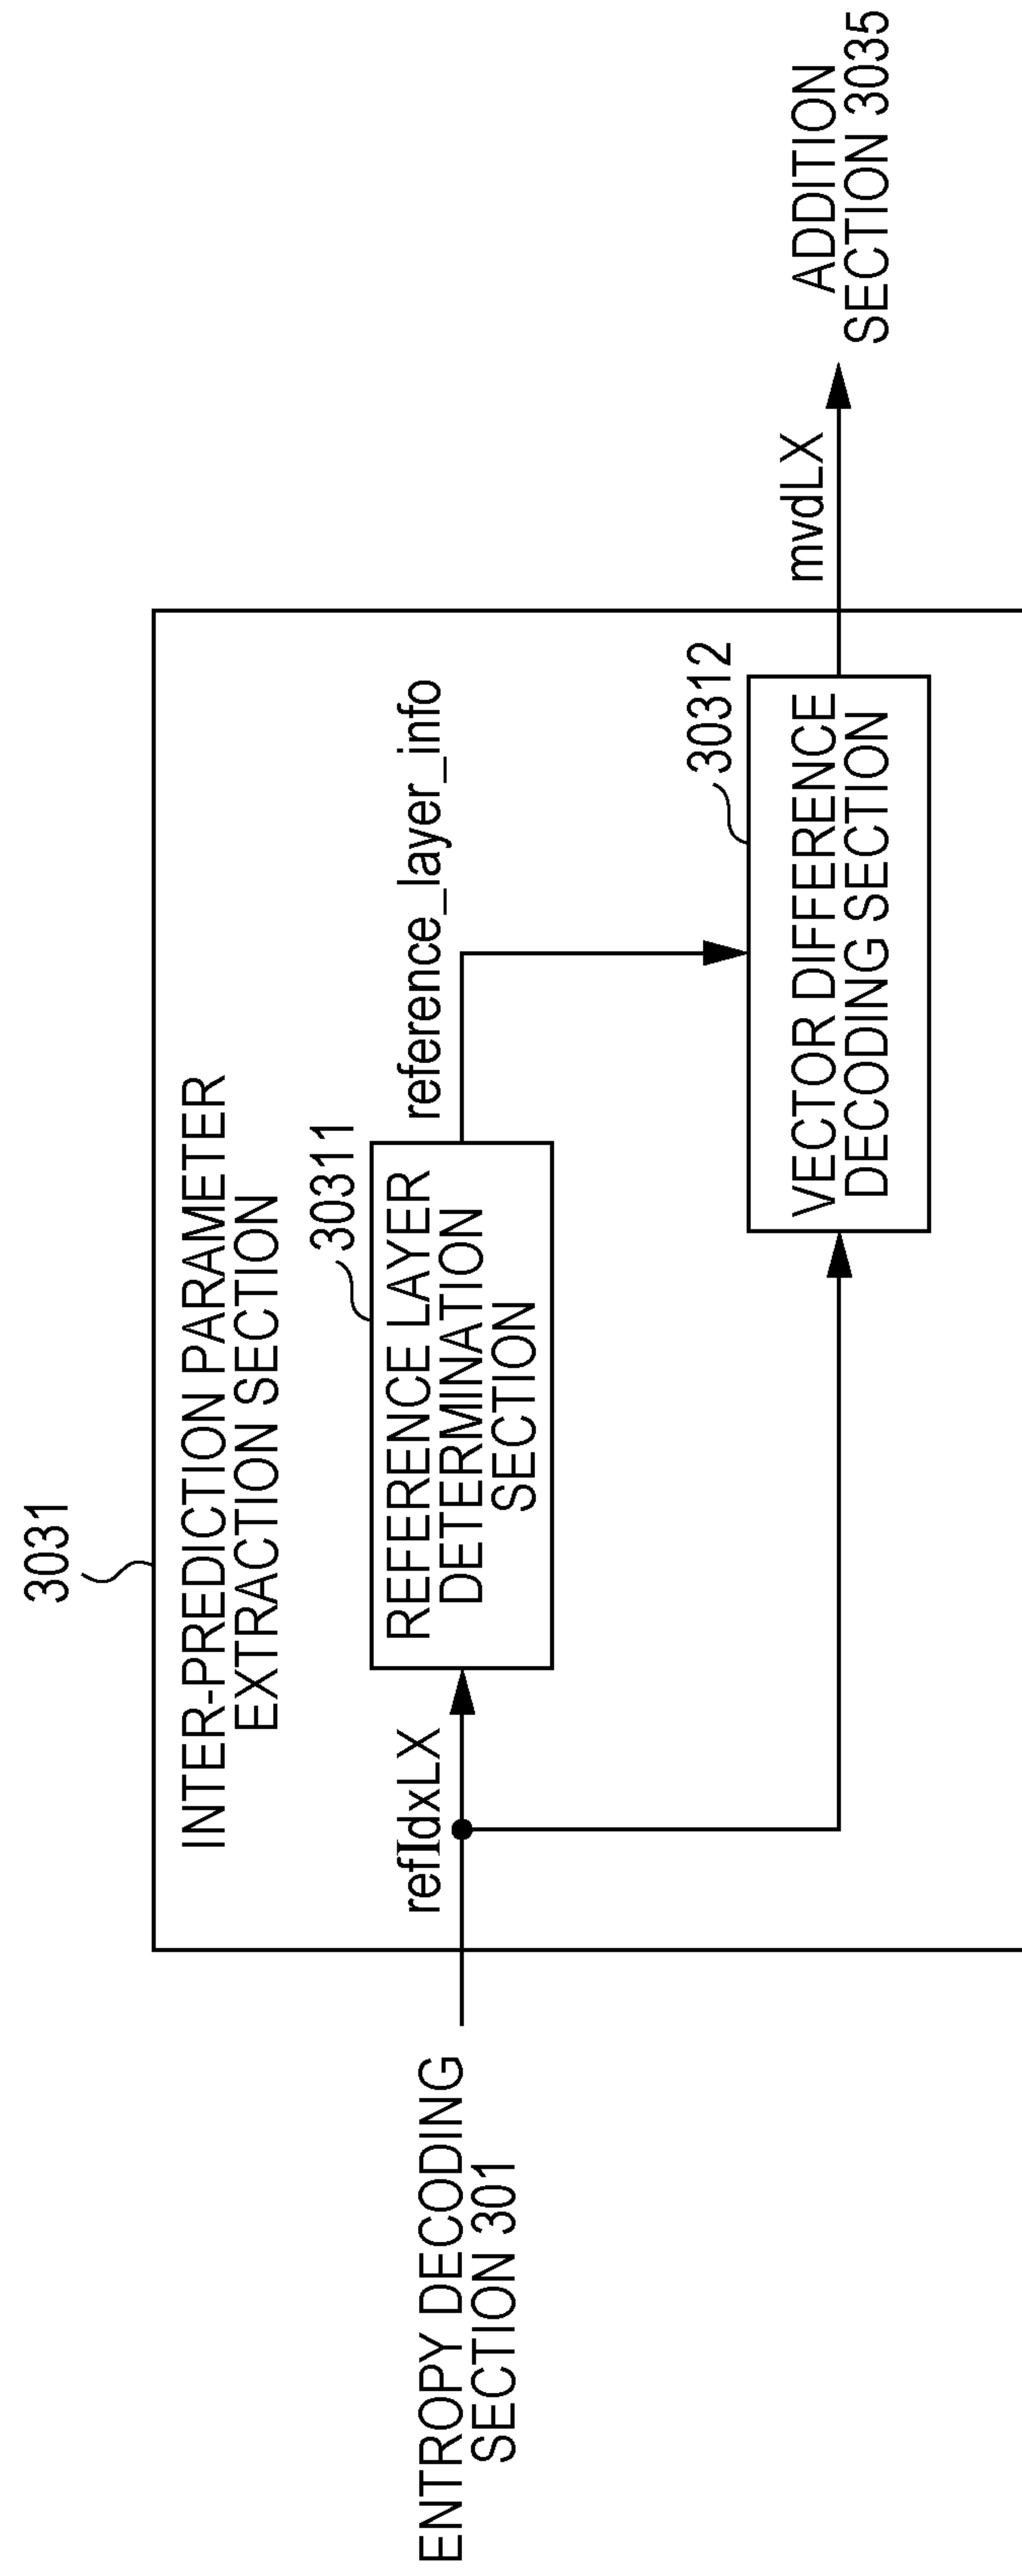 3031
INTER-PREDICTION PARAMETER
EXTRACTION SECTION
ENTROPY DECODING
SECTION 301
refIdxLX
30311
REFERENCE LAYER
DETERMINATION
SECTION
reference_layer_info
30312
VECTOR DIFFERENCE
DECODING SECTION
mvdLX
ADDITION
SECTION 3035